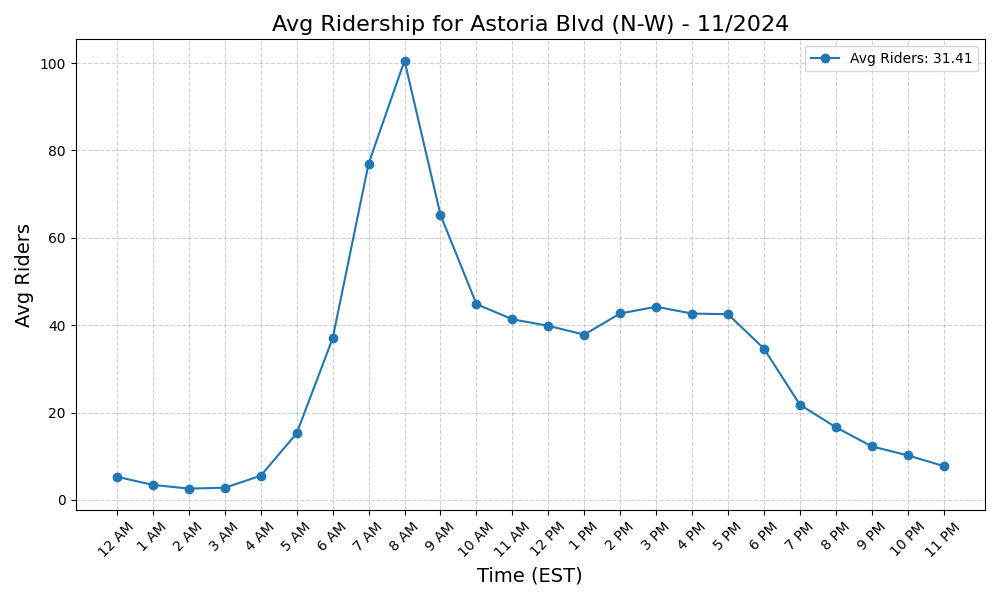 Avg Ridership for Astoria Blvd (N-W) - 11/2024
Avg Riders: 31.41
100
80
60
40
20
0
Avg Riders
12 AM
1 AM
2 AM
3 AM
4 AM
5 AM
6 AM
7 AM
8 AM
9 AM
10 AM
11 AM
12 PM
1 PM
2 PM
3 PM
4 PM
5 PM
6 PM
7 PM
8 PM
9 PM
10 PM
11 PM
Time (EST)